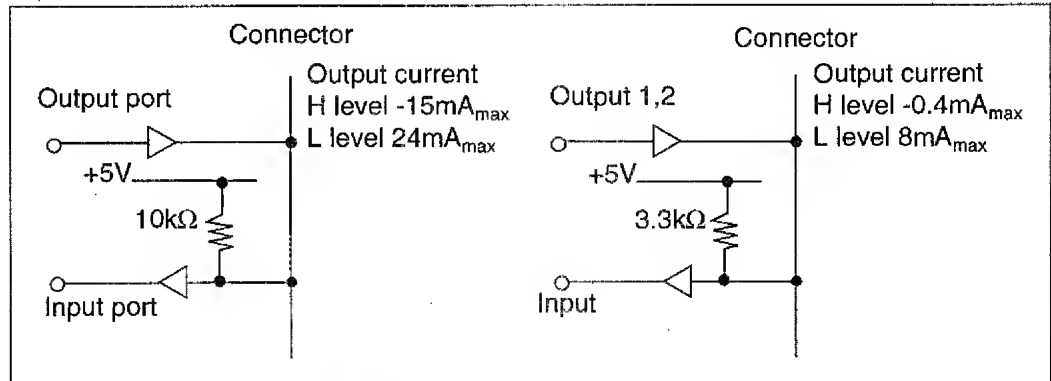 Connector
Output current
H level -15mAmax
L level 24mAmax
Output port
+5V
10kΩ
Input port
Connector
Output current
H level -0.4mAmax
L level 8mAmax
Output 1,2
+5V
3.3kΩ
Input